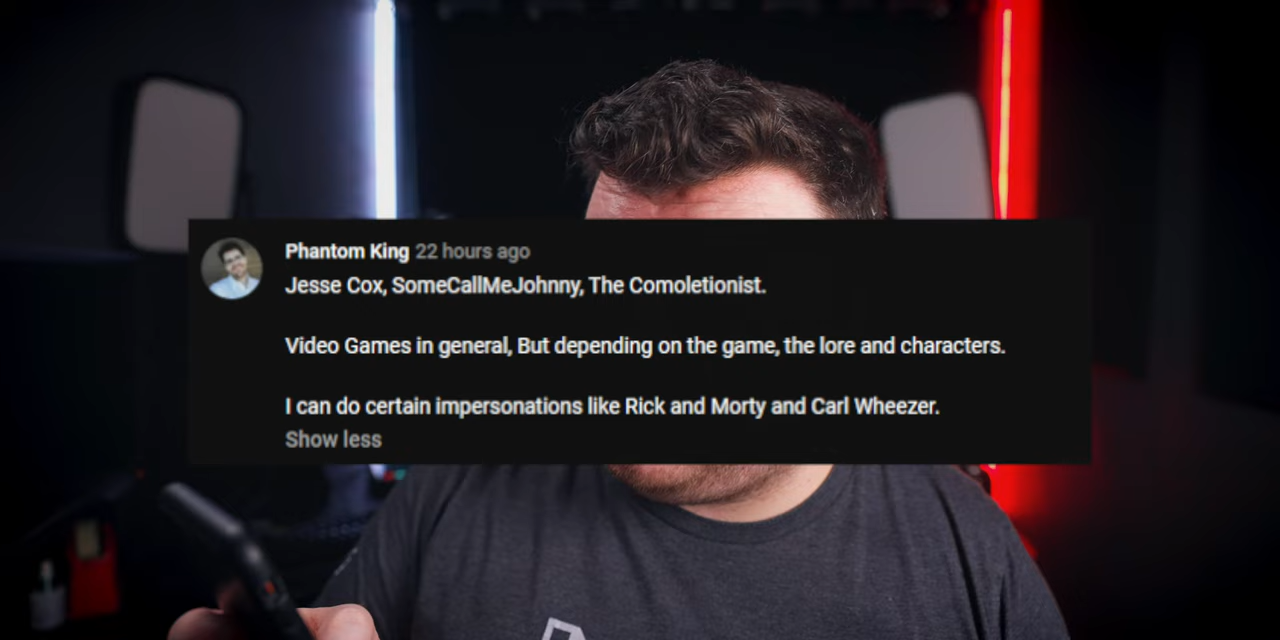 Phantom King 22 hours ago
Jesse Cox, SomeCallMeJohnny, The Comoletionist.
Video Games in general, But depending on the game, the lore and characters.
I can do certain impersonations like Rick and Morty and Carl Wheezer.
Show less